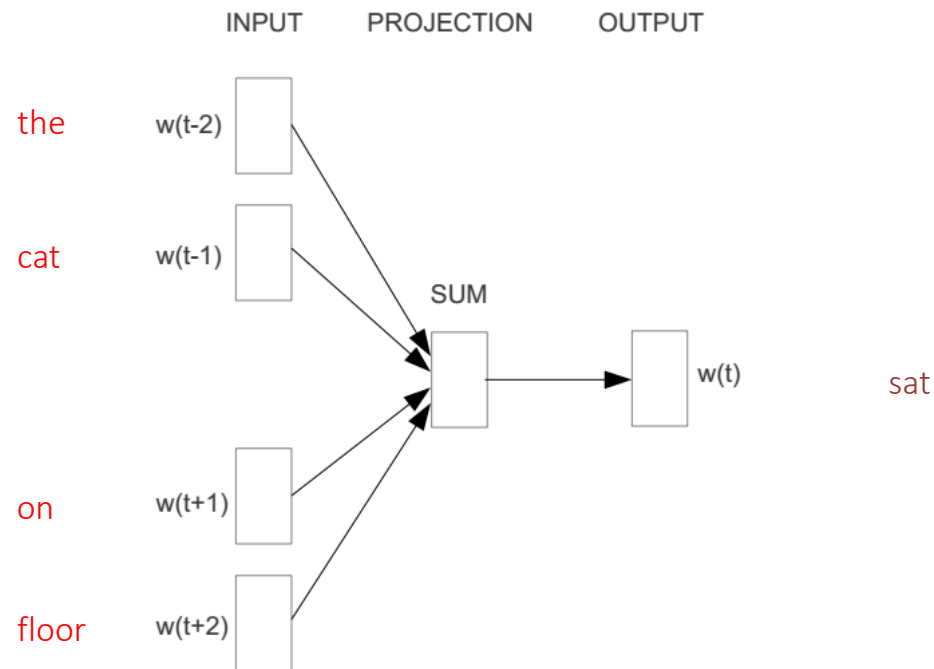 INPUT PROJECTION OUTPUT
the w(t-2)
cat w(t-1)
SUM
w(t) sat
on w(t+1)
floor w(t+2)